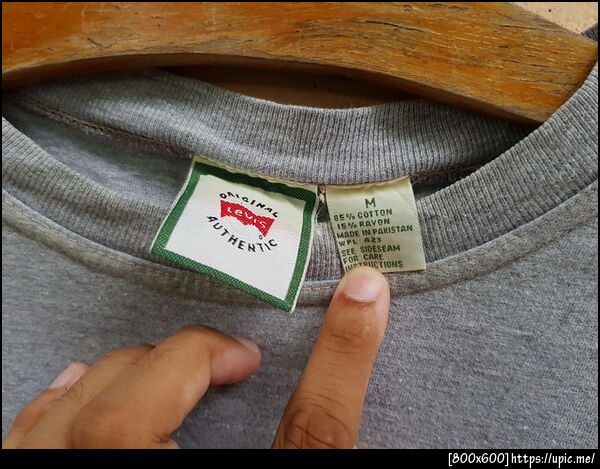 ORIGINAL
LEVI'S
AUTHENTIC
M
85% COTTON
15% RAYON
MADE IN PAKISTAN
WPL 423
SEE SIDESEAM
FOR CARE
INSTRUCTIONS
[800x600]https://upic.me/